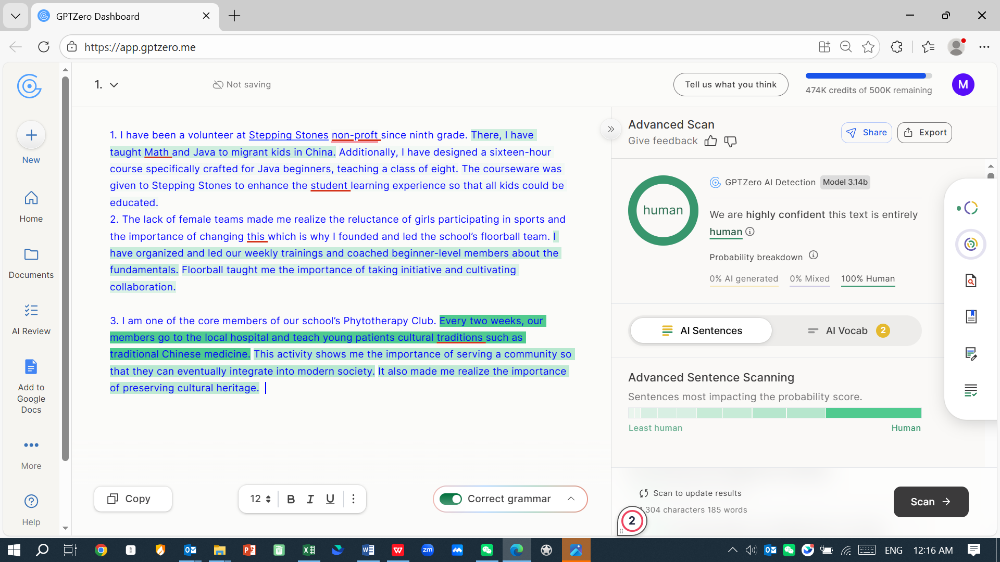 GPTZero Dashboard
https://app.gptzero.me
1.
Not saving
Tell us what you think
474K credits of 500K remaining
M
New
Home
Documents
AI Review
Add to
Google
Docs
More
Help
1. I have been a volunteer at Stepping Stones non-proft since ninth grade. There, I have
taught Math and Java to migrant kids in China. Additionally, I have designed a sixteen-hour
course specifically crafted for Java beginners, teaching a class of eight. The courseware was
given to Stepping Stones to enhance the student learning experience so that all kids could be
educated.
2. The lack of female teams made me realize the reluctance of girls participating in sports and
the importance of changing this which is why I founded and led the school’s floorball team. I
have organized and led our weekly trainings and coached beginner-level members about the
fundamentals. Floorball taught me the importance of taking initiative and cultivating
collaboration.
3. I am one of the core members of our school’s Phytotherapy Club. Every two weeks, our
members go to the local hospital and teach young patients cultural traditions such as
traditional Chinese medicine. This activity shows me the importance of serving a community so
that they can eventually integrate into modern society. It also made me realize the importance
of preserving cultural heritage.
Copy
12 B I U
Correct grammar
Advanced Scan
Give feedback
Share
Export
human
GPTZero AI Detection Model 3.14b
We are highly confident this text is entirely
human
Probability breakdown
0% AI generated 0% Mixed 100% Human
AI Sentences
AI Vocab 2
Advanced Sentence Scanning
Sentences most impacting the probability score.
Least human Human
Scan to update results
304 characters 185 words
2
Scan
ENG 12:16 AM